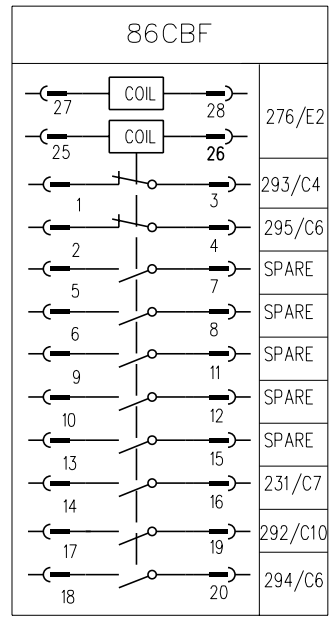 86CBF
COIL
27 28
276/E2
COIL
25 26
293/C4
1 3
295/C6
2 4
SPARE
5 7
SPARE
6 8
SPARE
9 11
SPARE
10 12
SPARE
13 15
231/C7
14 16
292/C10
17 19
294/C6
18 20